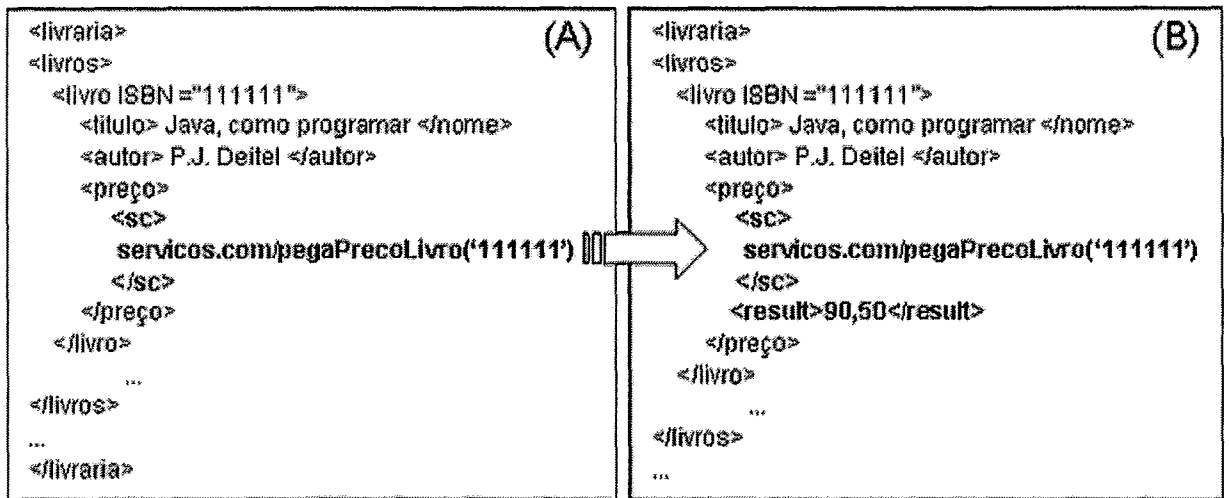 (A)
<livraria>
<livros>
<livro ISBN ="111111">
<titulo> Java, como programar </nome>
<autor> P.J. Deitel </autor>
<preço>
<sc>
servicos.com/pegaPrecoLivro('111111')
</sc>
</preço>
</livro>
...
</livros>
...
</livraria>
(B)
<livraria>
<livros>
<livro ISBN ="111111">
<titulo> Java, como programar </nome>
<autor> P.J. Deitel </autor>
<preço>
<sc>
servicos.com/pegaPrecoLivro('111111')
</sc>
<result>90,50</result>
</preço>
</livro>
...
</livros>
...